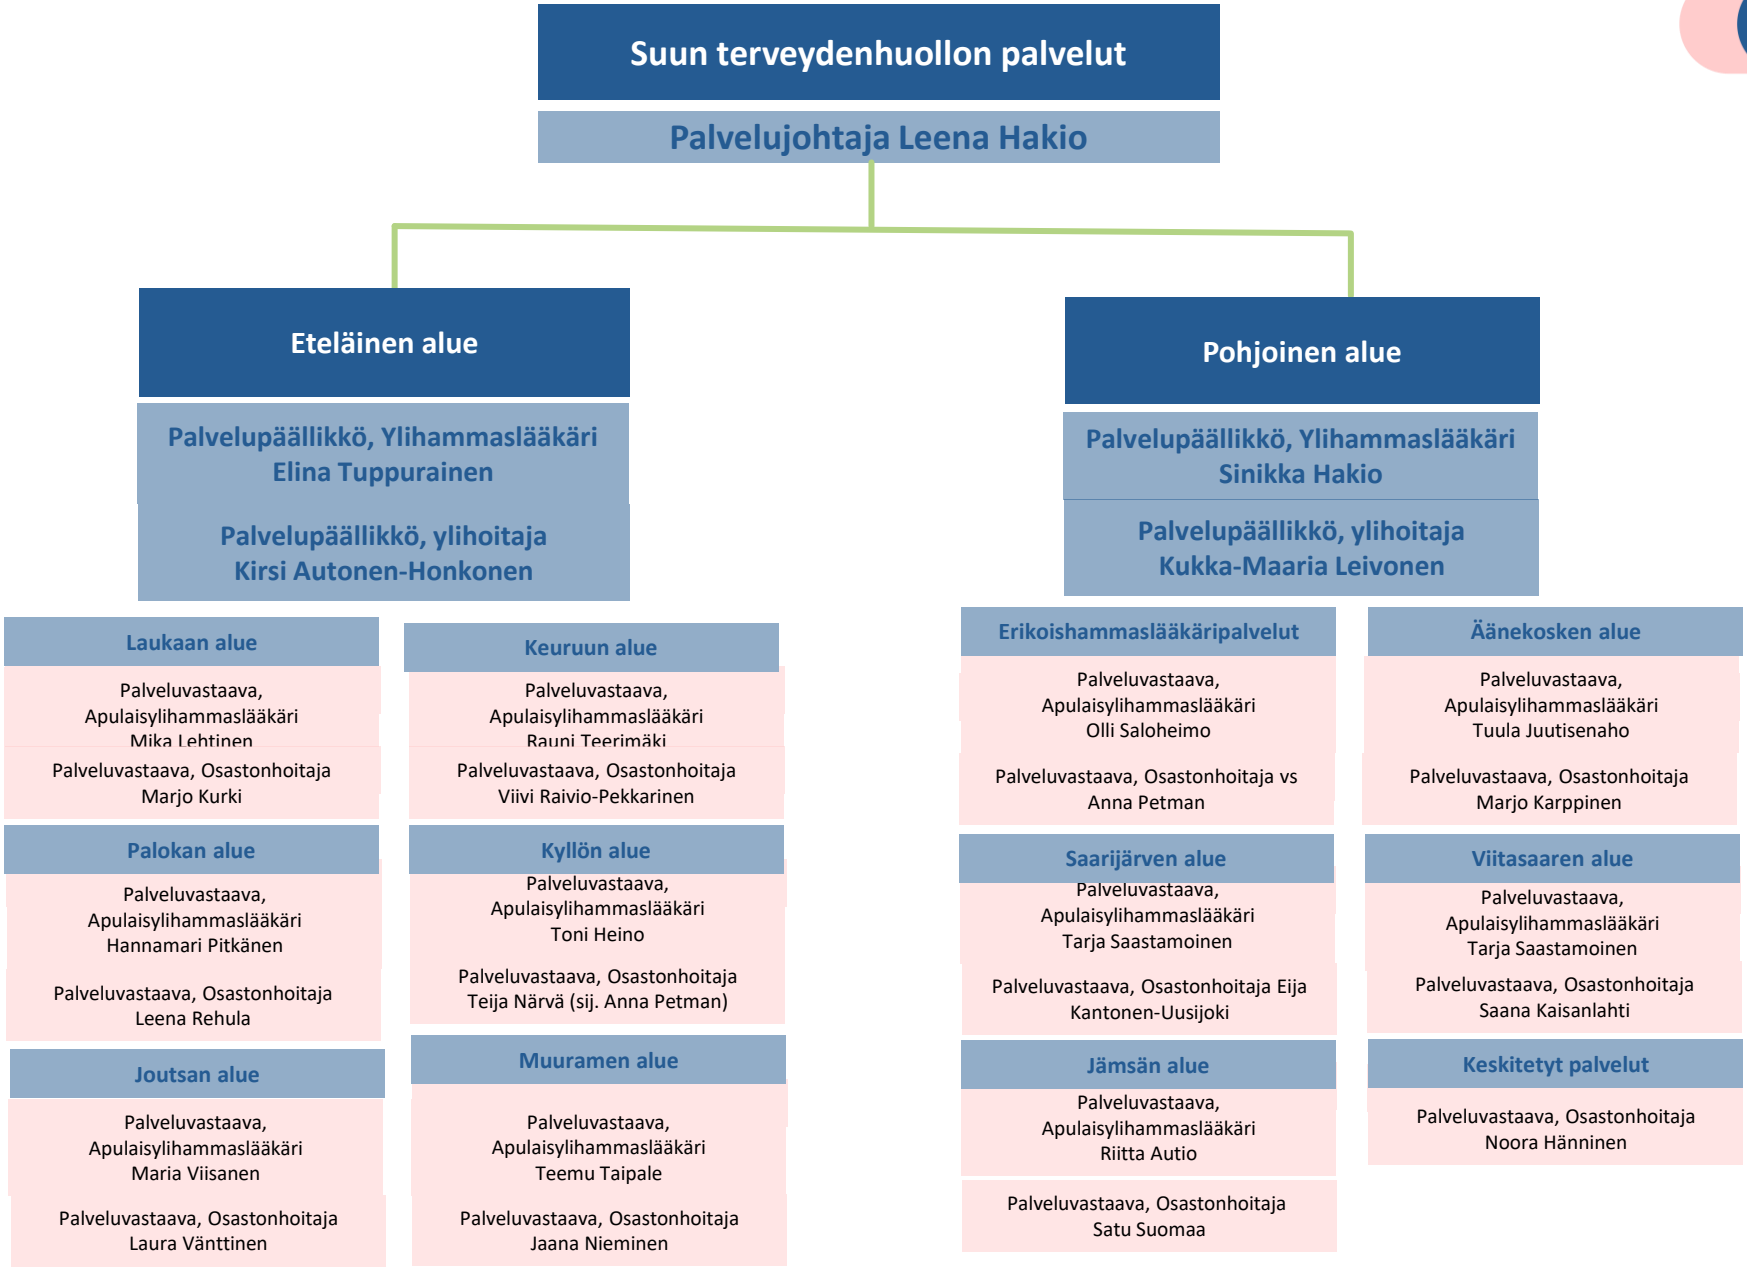 Suun terveydenhuollon palvelut
Palvelujohtaja Leena Hakio
Eteläinen alue
Palvelupäällikkö, Ylihammaslääkäri
Elina Tuppurainen
Palvelupäällikkö, ylihoitaja
Kirsi Autonen-Honkonen
Laukaan alue
Palveluvastaava,
Apulaisylihammaslääkäri
Mika Lehtinen
Palveluvastaava, Osastonhoitaja
Marjo Kurki
Keuruun alue
Palveluvastaava,
Apulaisylihammaslääkäri
Rauni Teerimäki
Palveluvastaava, Osastonhoitaja
Viivi Raivio-Pekkarinen
Palokan alue
Palveluvastaava,
Apulaisylihammaslääkäri
Hannamari Pitkänen
Palveluvastaava, Osastonhoitaja
Leena Rehula
Kyllön alue
Palveluvastaava,
Apulaisylihammaslääkäri
Toni Heino
Palveluvastaava, Osastonhoitaja
Teija Närvä (sij. Anna Petman)
Joutsan alue
Palveluvastaava,
Apulaisylihammaslääkäri
Maria Viisanen
Palveluvastaava, Osastonhoitaja
Laura Vänttinen
Muuramen alue
Palveluvastaava,
Apulaisylihammaslääkäri
Teemu Taipale
Palveluvastaava, Osastonhoitaja
Jaana Nieminen
Pohjoinen alue
Palvelupäällikkö, Ylihammaslääkäri
Sinikka Hakio
Palvelupäällikkö, ylihoitaja
Kukka-Maaria Leivonen
Erikoishammaslääkäripalvelut
Palveluvastaava,
Apulaisylihammaslääkäri
Olli Saloheimo
Palveluvastaava, Osastonhoitaja vs
Anna Petman
Äänekosken alue
Palveluvastaava,
Apulaisylihammaslääkäri
Tuula Juutisenaho
Palveluvastaava, Osastonhoitaja
Marjo Karppinen
Saarijärven alue
Palveluvastaava,
Apulaisylihammaslääkäri
Tarja Saastamoinen
Palveluvastaava, Osastonhoitaja Eija
Kantonen-Uusijoki
Viitasaaren alue
Palveluvastaava,
Apulaisylihammaslääkäri
Tarja Saastamoinen
Palveluvastaava, Osastonhoitaja
Saana Kaisanlahti
Jämsän alue
Palveluvastaava,
Apulaisylihammaslääkäri
Riitta Autio
Palveluvastaava, Osastonhoitaja
Satu Suomaa
Keskitetyt palvelut
Palveluvastaava, Osastonhoitaja
Noora Hänninen